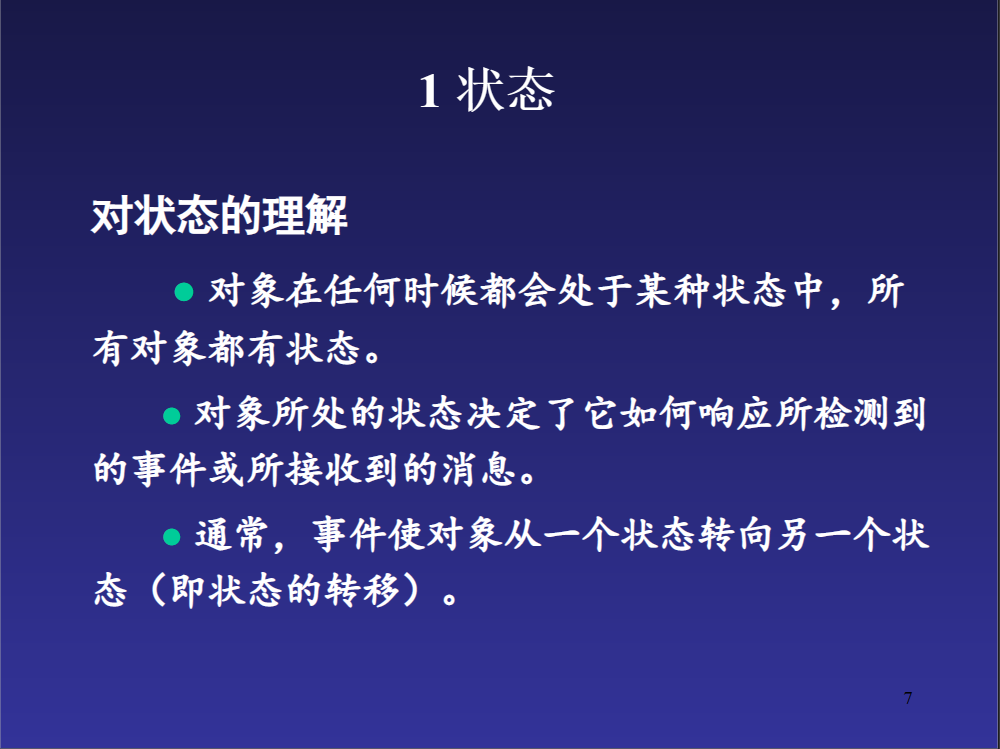 1 状态
对状态的理解
● 对象在任何时候都会处于某种状态中，所
有对象都有状态。
● 对象所处的状态决定了它如何响应所检测到
的事件或所接收到的消息。
● 通常，事件使对象从一个状态转向另一个状
态（即状态的转移）。
7